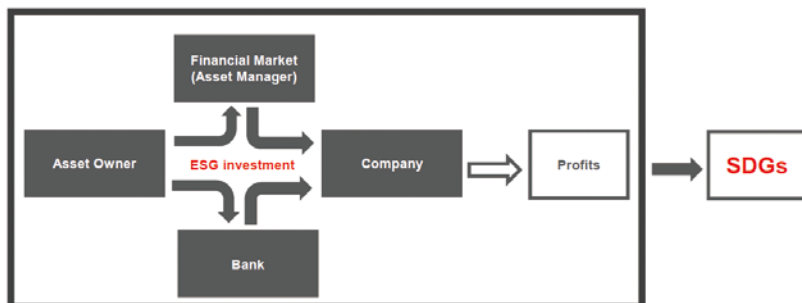 Financial Market
(Asset Manager)
Asset Owner
ESG investment
Company
Profits
SDGs
Bank